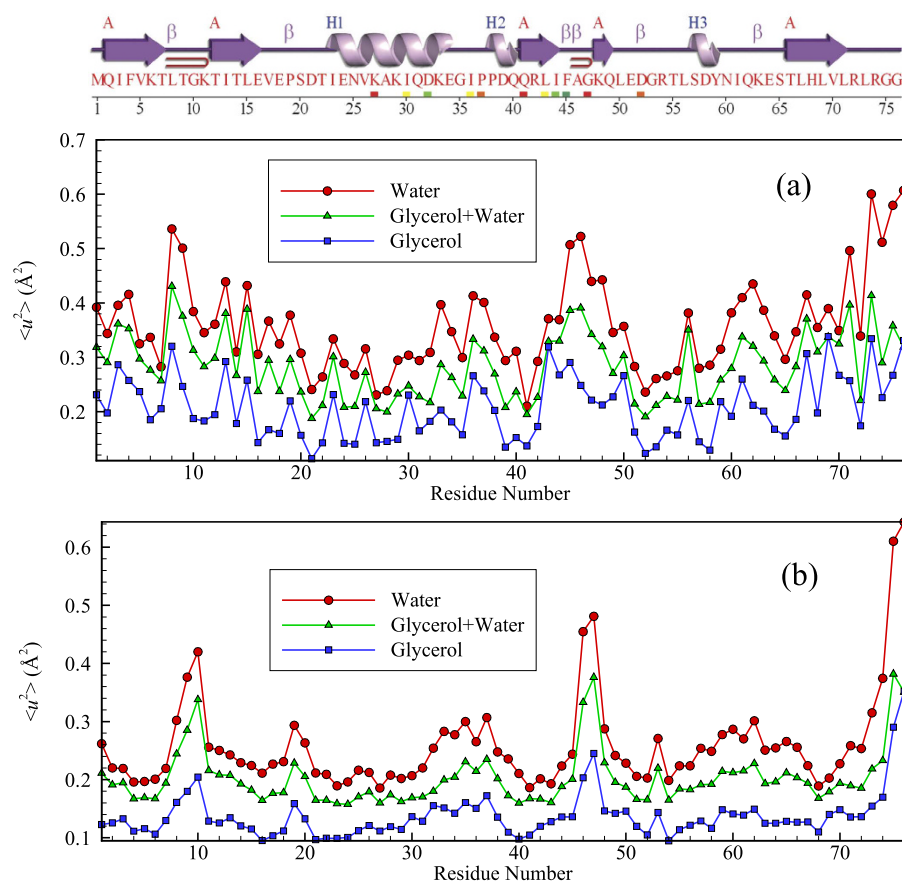 A A H1 H2 A A H3 A
β β ββ β β
MQIFVKTLTGKTITLEVEPSDTIENVKAKIQDKEGIPPDQQRLIFAGKQLEDGRTLSDYNIQKESTLHLVLRLRGG
1 5 10 15 20 25 30 35 40 45 50 55 60 65 70 75
0.7
(a)
0.6
0.5
0.4
0.3
0.2
<u²> (Å²)
Water
Glycerol+Water
Glycerol
10 20 30 40 50 60 70
Residue Number
(b)
0.6
0.5
0.4
0.3
0.2
0.1
<u²> (Å²)
Water
Glycerol+Water
Glycerol
10 20 30 40 50 60 70
Residue Number